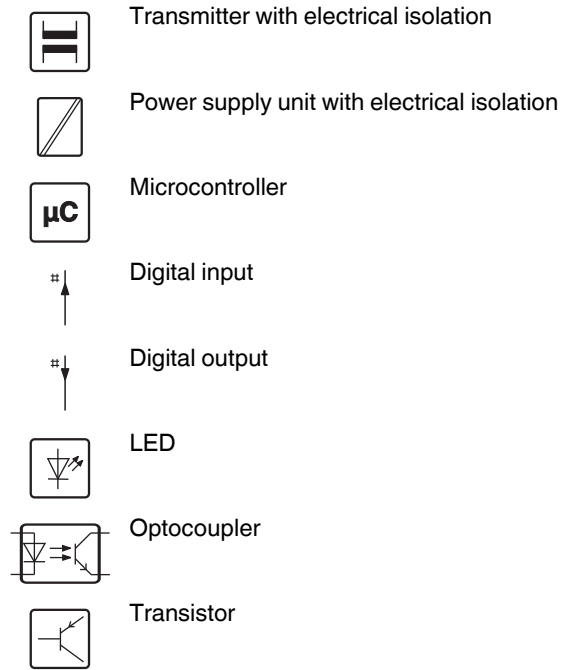 Transmitter with electrical isolation
Power supply unit with electrical isolation
µC
Microcontroller
#
Digital input
#
Digital output
LED
Optocoupler
Transistor